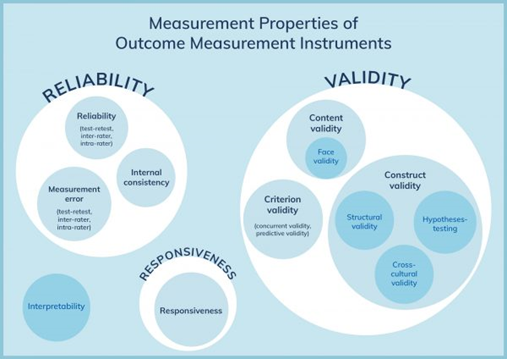 Measurement Properties of
Outcome Measurement Instruments
RELIABILITY
Reliability
(test-retest,
inter-rater,
intra-rater)
Internal
consistency
Measurement
error
(test-retest,
inter-rater,
intra-rater)
VALIDITY
Content
validity
Face
validity
Criterion
validity
(concurrent validity,
predictive validity)
Construct
validity
Structural
validity
Hypotheses-
testing
Cross-
cultural
validity
RESPONSIVENESS
Responsiveness
Interpretability